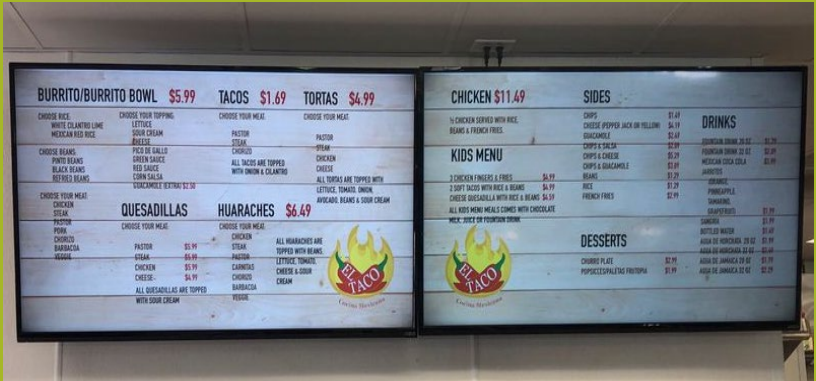 BURRITO/BURRITO BOWL $5.99
CHOOSE RICE:
WHITE CILANTRO LIME
MEXICAN RED RICE
CHOOSE BEANS:
PINTO BEANS
BLACK BEANS
REFRIED BEANS
CHOOSE YOUR MEAT:
CHICKEN
STEAK
PASTOR
PORK
CHORIZO
BARBACOA
VEGGIE
CHOOSE YOUR TOPPING:
LETTUCE
SOUR CREAM
CHEESE
PICO DE GALLO
GREEN SAUCE
RED SAUCE
CORN SALSA
GUACAMOLE (EXTRA) $2.50
TACOS $1.69
CHOOSE YOUR MEAT:
PASTOR
STEAK
CHORIZO
ALL TACOS ARE TOPPED
WITH ONION & CILANTRO
TORTAS $4.99
CHOOSE YOUR MEAT:
PASTOR
STEAK
CHICKEN
CHEESE
ALL TORTAS ARE TOPPED WITH
LETTUCE, TOMATO, ONION,
AVOCADO, BEANS & SOUR CREAM
QUESADILLAS
CHOOSE YOUR MEAT:
PASTOR $5.99
STEAK $5.99
CHICKEN $5.99
CHEESE $4.99
ALL QUESADILLAS ARE TOPPED
WITH SOUR CREAM
HUARACHES $6.49
CHOOSE YOUR MEAT:
CHICKEN
STEAK
PASTOR
CARNITAS
CHORIZO
BARBACOA
VEGGIE
ALL HUARACHES ARE
TOPPED WITH BEANS,
LETTUCE, TOMATO,
CHEESE & SOUR
CREAM
EL
TACO
Cocina Mexicana
CHICKEN $11.49
½ CHICKEN SERVED WITH RICE,
BEANS & FRENCH FRIES.
KIDS MENU
2 CHICKEN FINGERS & FRIES $4.99
2 SOFT TACOS WITH RICE & BEANS $4.99
CHEESE QUESADILLA WITH RICE & BEANS $4.59
ALL KIDS MENU MEALS COMES WITH CHOCOLATE
MILK, JUICE OR FOUNTAIN DRINK
EL
TACO
Cocina Mexicana
SIDES
CHIPS $1.49
CHEESE (PEPPER JACK OR YELLOW)
GUACAMOLE $2.49
CHIPS & SALSA
CHIPS & CHEESE $5.29
CHIPS & GUACAMOLE
BEANS $1.29
RICE $1.29
FRENCH FRIES $2.99
DESSERTS
CHURRO PLATE $2.99
POPSICLES/PALETAS FRUTOPIA $1.99
DRINKS
FOUNTAIN DRINK 20 OZ
FOUNTAIN DRINK 32 OZ
MEXICAN COCA COLA
JARRITOS
ORANGE,
PINNEAPPLE,
TAMARIND,
GRAPEFRUIT
SANGRIA
BOTTLED WATER
AGUA DE HORCHATA 20 OZ
AGUA DE HORCHATA 32 OZ
AGUA DE JAMAICA 20 OZ
AGUA DE JAMAICA 32 OZ